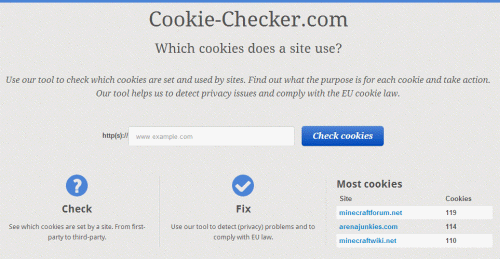 Cookie-Checker.com
Which cookies does a site use?
Use our tool to check which cookies are set and used by sites. Find out what the purpose is for each cookie and take action.
Our tool helps us to detect privacy issues and comply with the EU cookie law.
http(s):// www.example.com Check cookies
?
Check
See which cookies are set by a site. From first-
party to third-party.
Fix
Use our tool to detect (privacy) problems and to
comply with EU law.
Most cookies
Site Cookies
minecraftforum.net 119
arenajunkies.com 114
minecraftwiki.net 110